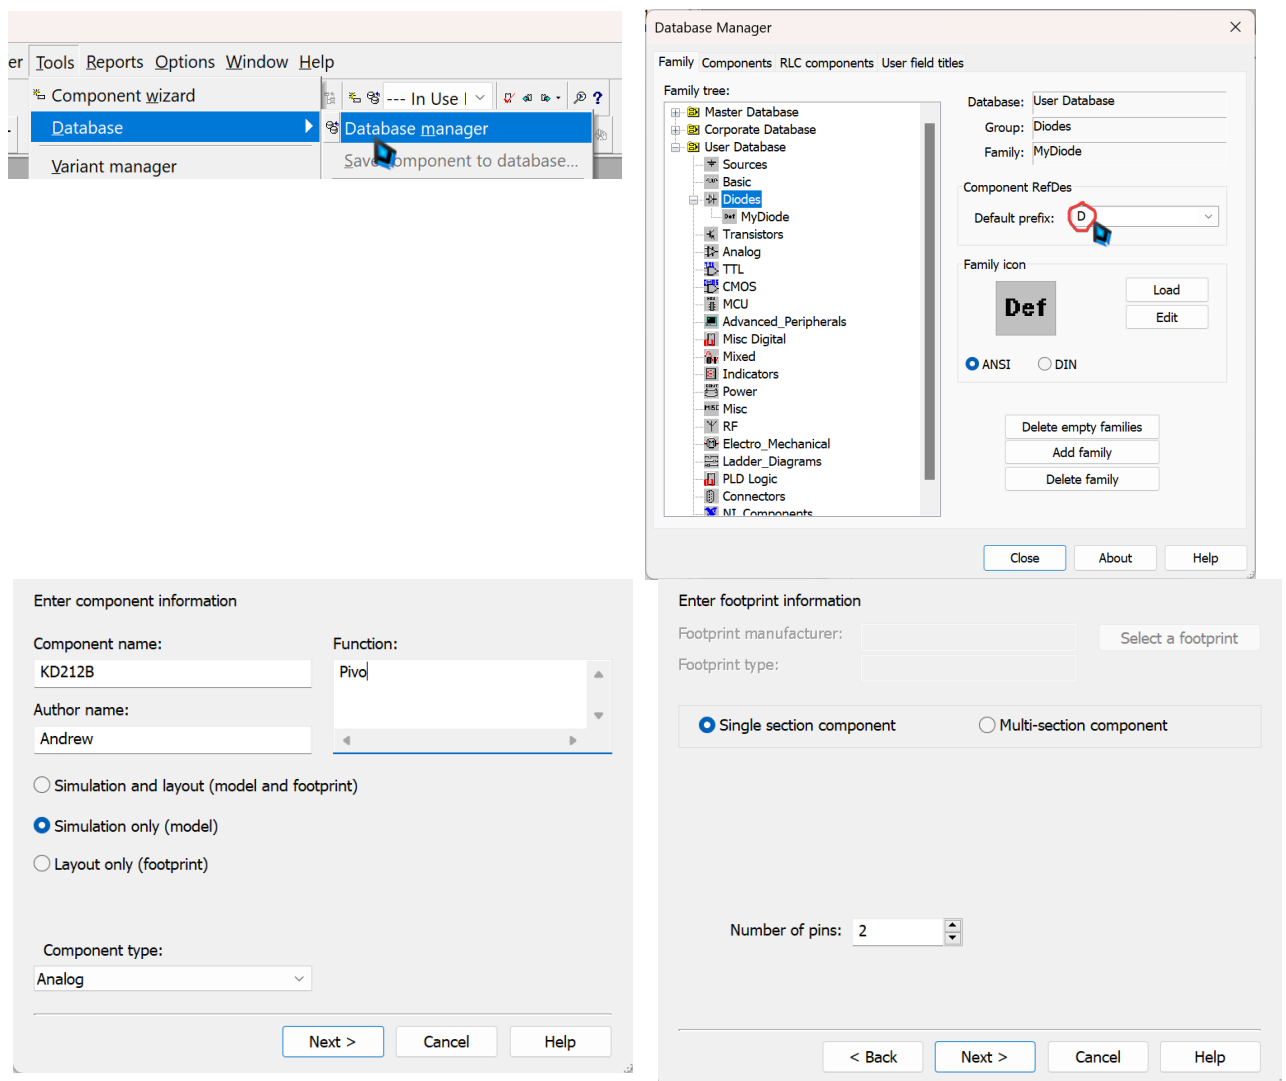 er Tools Reports Options Window Help
Component wizard
--- In Use
Database
Database manager
Save component to database...
Variant manager
Database Manager
Family Components RLC components User field titles
Family tree:
Master Database
Corporate Database
User Database
Sources
Basic
Diodes
Def MyDiode
Transistors
Analog
TTL
CMOS
MCU
Advanced_Peripherals
Misc Digital
Mixed
Indicators
Power
MISC Misc
RF
Electro_Mechanical
Ladder_Diagrams
PLD Logic
Connectors
NI_Components
Database: User Database
Group: Diodes
Family: MyDiode
Component RefDes
Default prefix: D
Family icon
Def
Load
Edit
ANSI DIN
Delete empty families
Add family
Delete family
Close About Help
Enter component information
Component name:
KD212B
Author name:
Andrew
Function:
Pivo
Simulation and layout (model and footprint)
Simulation only (model)
Layout only (footprint)
Component type:
Analog
Next > Cancel Help
Enter footprint information
Footprint manufacturer:
Select a footprint
Footprint type:
Single section component Multi-section component
Number of pins: 2
< Back Next > Cancel Help